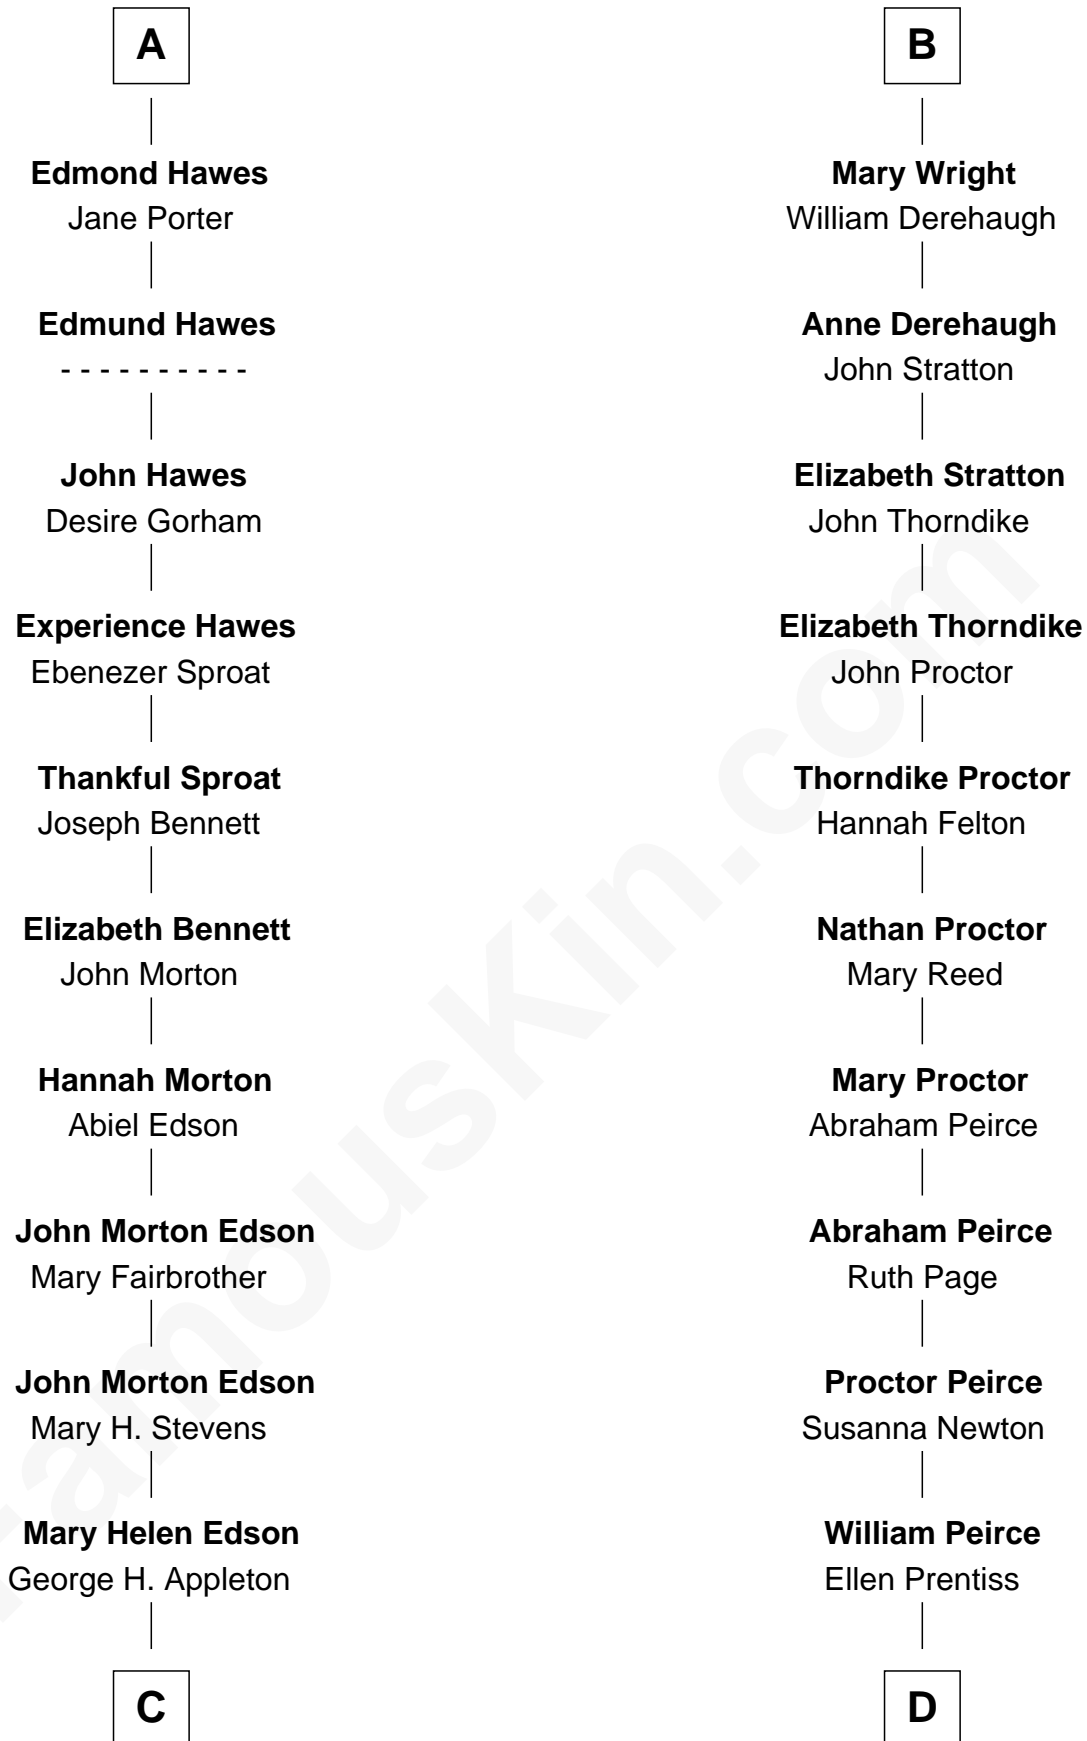 A
Edmond Hawes
Jane Porter
Edmund Hawes
- - - - - - - - - -
John Hawes
Desire Gorham
Experience Hawes
Ebenezer Sproat
Thankful Sproat
Joseph Bennett
Elizabeth Bennett
John Morton
Hannah Morton
Abiel Edson
John Morton Edson
Mary Fairbrother
John Morton Edson
Mary H. Stevens
Mary Helen Edson
George H. Appleton
C
B
Mary Wright
William Derehaugh
Anne Derehaugh
John Stratton
Elizabeth Stratton
John Thorndike
Elizabeth Thorndike
John Proctor
Thorndike Proctor
Hannah Felton
Nathan Proctor
Mary Reed
Mary Proctor
Abraham Peirce
Abraham Peirce
Ruth Page
Proctor Peirce
Susanna Newton
William Peirce
Ellen Prentiss
D
FamousKin.com